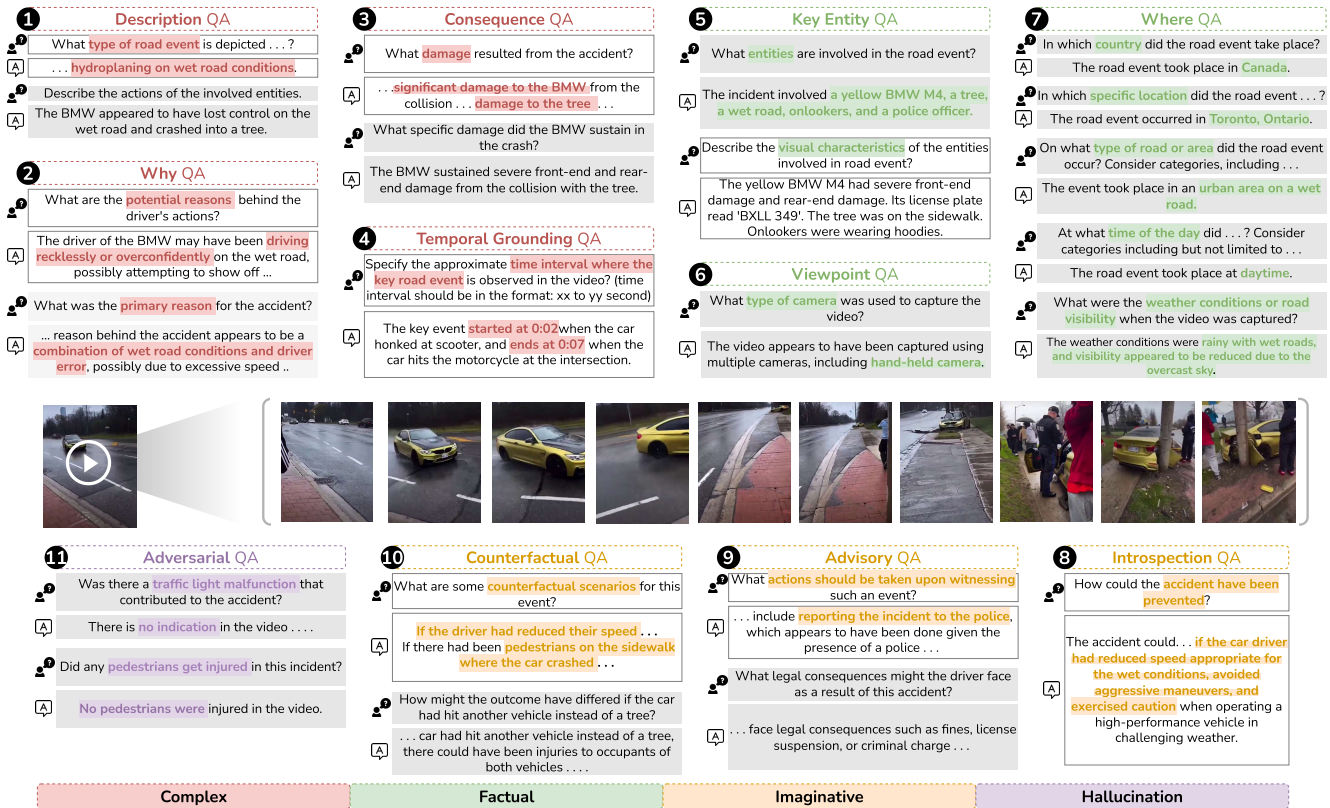 1 Description QA
What type of road event is depicted . . . ?
. . . hydroplaning on wet road conditions.
Describe the actions of the involved entities.
The BMW appeared to have lost control on the
wet road and crashed into a tree.
2 Why QA
What are the potential reasons behind the
driver's actions?
The driver of the BMW may have been driving
recklessly or overconfidently on the wet road,
possibly attempting to show off ...
What was the primary reason for the accident?
... reason behind the accident appears to be a
combination of wet road conditions and driver
error, possibly due to excessive speed ..
3 Consequence QA
What damage resulted from the accident?
. . .significant damage to the BMW from the
collision . . . damage to the tree . . .
What specific damage did the BMW sustain in
the crash?
The BMW sustained severe front-end and rear-
end damage from the collision with the tree.
4 Temporal Grounding QA
Specify the approximate time interval where the
key road event is observed in the video? (time
interval should be in the format: xx to yy second)
The key event started at 0:02when the car
honked at scooter, and ends at 0:07 when the
car hits the motorcycle at the intersection.
5 Key Entity QA
What entities are involved in the road event?
The incident involved a yellow BMW M4, a tree,
a wet road, onlookers, and a police officer.
Describe the visual characteristics of the entities
involved in road event?
The yellow BMW M4 had severe front-end
damage and rear-end damage. Its license plate
read 'BXLL 349'. The tree was on the sidewalk.
Onlookers were wearing hoodies.
6 Viewpoint QA
What type of camera was used to capture the
video?
The video appears to have been captured using
multiple cameras, including hand-held camera.
7 Where QA
In which country did the road event take place?
The road event took place in Canada.
In which specific location did the road event . . . ?
The road event occurred in Toronto, Ontario.
On what type of road or area did the road event
occur? Consider categories, including . . .
The event took place in an urban area on a wet
road.
At what time of the day did . . . ? Consider
categories including but not limited to . . .
The road event took place at daytime.
What were the weather conditions or road
visibility when the video was captured?
The weather conditions were rainy with wet roads,
and visibility appeared to be reduced due to the
overcast sky.
11 Adversarial QA
Was there a traffic light malfunction that
contributed to the accident?
There is no indication in the video . . . .
Did any pedestrians get injured in this incident?
No pedestrians were injured in the video.
10 Counterfactual QA
What are some counterfactual scenarios for this
event?
If the driver had reduced their speed . . .
If there had been pedestrians on the sidewalk
where the car crashed . . .
How might the outcome have differed if the car
had hit another vehicle instead of a tree?
. . . car had hit another vehicle instead of a tree,
there could have been injuries to occupants of
both vehicles . . . .
9 Advisory QA
What actions should be taken upon witnessing
such an event?
. . . include reporting the incident to the police,
which appears to have been done given the
presence of a police . . .
What legal consequences might the driver face
as a result of this accident?
. . . face legal consequences such as fines, license
suspension, or criminal charge . . .
8 Introspection QA
How could the accident have been
prevented?
The accident could. . . if the car driver
had reduced speed appropriate for
the wet conditions, avoided
aggressive maneuvers, and
exercised caution when operating a
high-performance vehicle in
challenging weather.
Complex
Factual
Imaginative
Hallucination